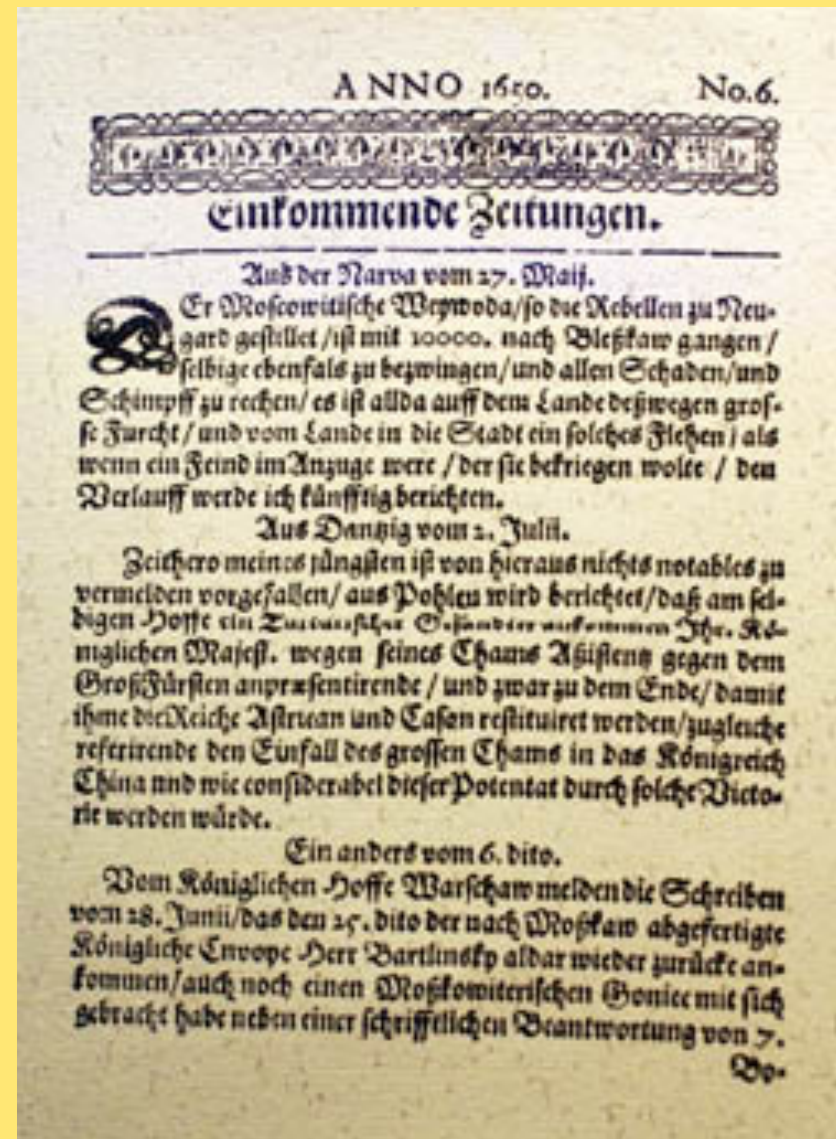 ANNO 1650. No.6.
Einkommende Zeitungen.
Aus der Narva vom 27. Maij.
DEr Moscowitische Weywoda/so die Rebellen zu Neu-
gard gestillet/ist mit 10000. nach Pleßkaw gangen/
selbige ebenfals zu bezwingen/und allen Schaden/und
Schimpff zu rechen/es ist allda auff dem Lande deßwegen gros-
se Furcht/und vom Lande in die Stadt ein solches Flehen/als
wenn ein Feind im Anzuge were/der sie bekriegen wolte/den
Verlauff werde ich künfftig berichten.
Aus Dantzig vom 2. Julii.
Zeithero meines jüngsten ist von hieraus nichts notables zu
vermelden vorgefallen/aus Pohlen wird berichtet/daß am sel-
bigen Hoffe ein Gesandter ankommen Ihr. Kö-
niglichen Majest. wegen seines Chams Aßistentz gegen dem
GroßFürsten anpræsentirende/und zwar zu dem Ende/damit
ihme die Reiche Astrican und Casan restituiret werden/zugleiche
referirende den Einfall des grossen Chams in das Königreich
China und wie considerabel dieser Potentat durch solche Victo-
rie werden würde.
Ein anders vom 6. dito.
Vom Königlichen Hoffe Warschaw melden die Schreiben
vom 28. Junii/das den 25. dito der nach Moßkaw abgefertigte
Königliche Envoye Herr Bartlinsky aldar wieder zurücke an-
kommen/auch noch einen Moßkowiterischen Goniec mit sich
gebracht habe neben einer schrifftlichen Beantwortung von 7.
Bo-